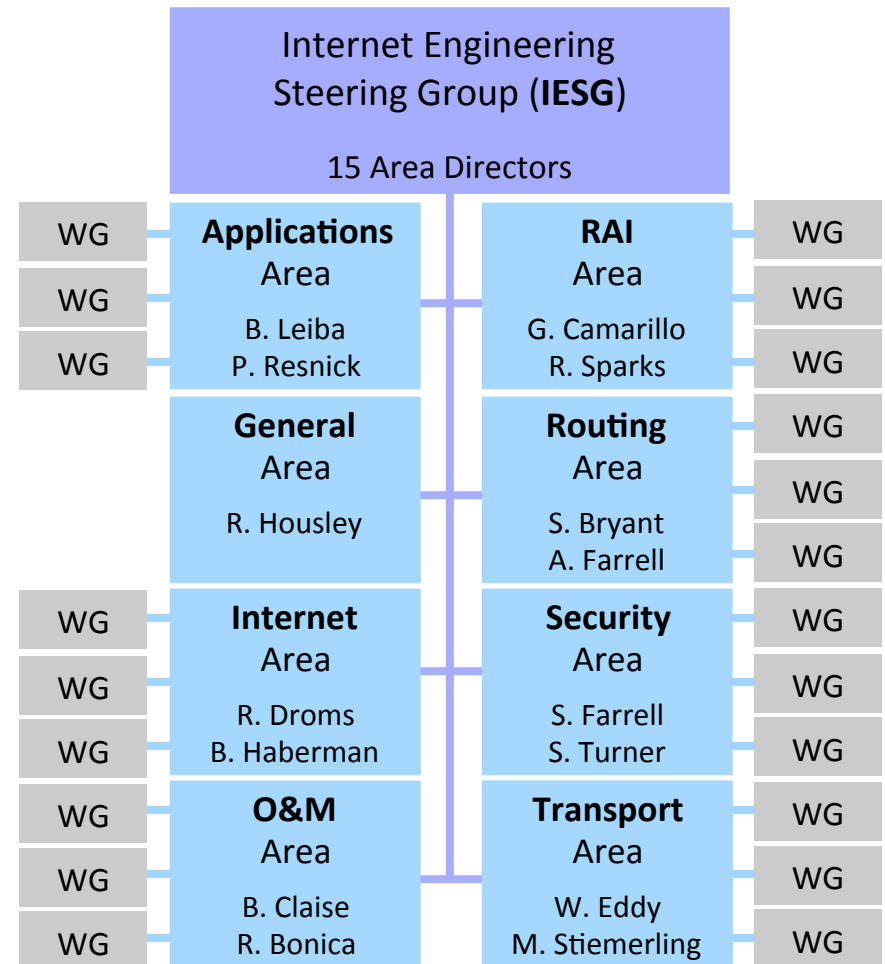 Internet Engineering
Steering Group (IESG)
15 Area Directors
WG
WG
WG
Applications
Area
B. Leiba
P. Resnick
RAI
Area
G. Camarillo
R. Sparks
WG
WG
WG
General
Area
R. Housley
Routing
Area
S. Bryant
A. Farrell
WG
WG
WG
WG
WG
WG
Internet
Area
R. Droms
B. Haberman
Security
Area
S. Farrell
S. Turner
WG
WG
WG
WG
WG
WG
O&M
Area
B. Claise
R. Bonica
Transport
Area
W. Eddy
M. Stiemerling
WG
WG
WG